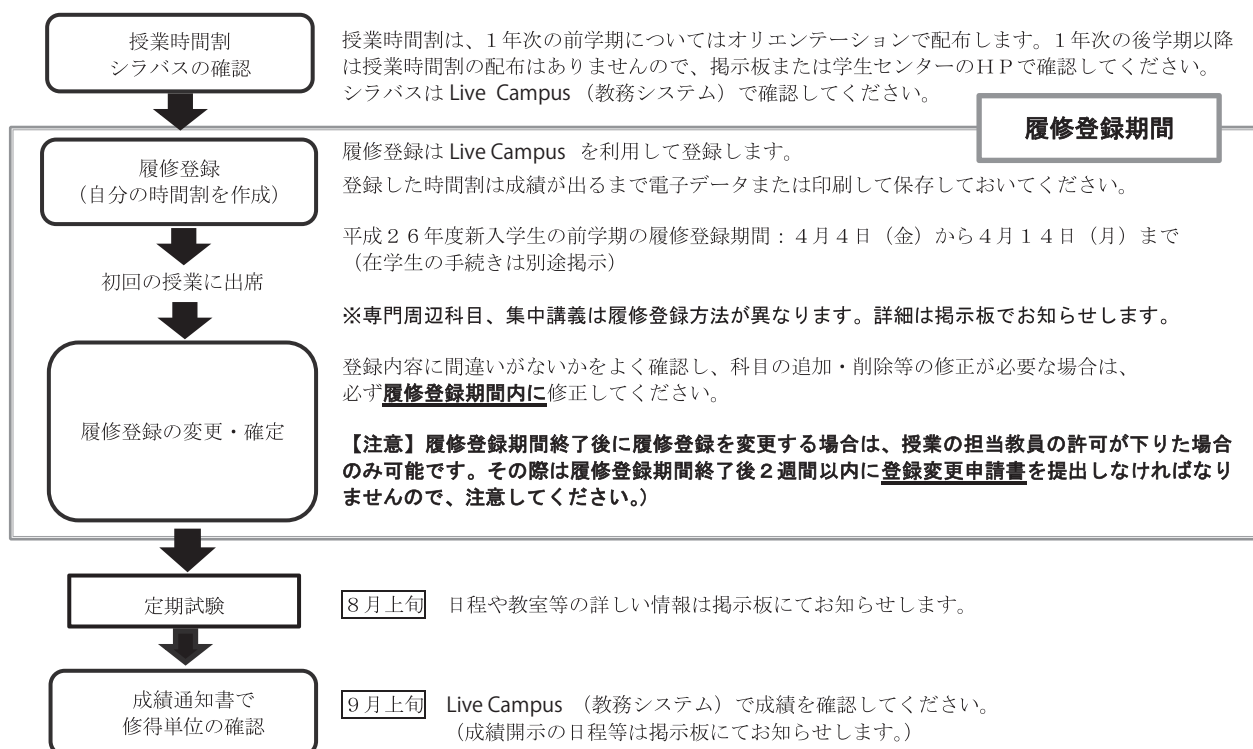 授業時間割
シラバスの確認
授業時間割は、１年次の前学期についてはオリエンテーションで配布します。１年次の後学期以降
は授業時間割の配布はありませんので、掲示板または学生センターのＨＰで確認してください。
シラバスは Live Campus （教務システム）で確認してください。
履修登録期間
履修登録
（自分の時間割を作成）
履修登録は Live Campus を利用して登録します。
登録した時間割は成績が出るまで電子データまたは印刷して保存しておいてください。
平成２６年度新入学生の前学期の履修登録期間：４月４日（金）から４月１４日（月）まで
（在学生の手続きは別途掲示）
初回の授業に出席
※専門周辺科目、集中講義は履修登録方法が異なります。詳細は掲示板でお知らせします。
履修登録の変更・確定
登録内容に間違いがないかをよく確認し、科目の追加・削除等の修正が必要な場合は、
必ず履修登録期間内に修正してください。
【注意】履修登録期間終了後に履修登録を変更する場合は、授業の担当教員の許可が下りた場合
のみ可能です。その際は履修登録期間終了後２週間以内に登録変更申請書を提出しなければなり
ませんので、注意してください。）
定期試験
８月上旬 日程や教室等の詳しい情報は掲示板にてお知らせします。
成績通知書で
修得単位の確認
９月上旬 Live Campus （教務システム）で成績を確認してください。
（成績開示の日程等は掲示板にてお知らせします。）